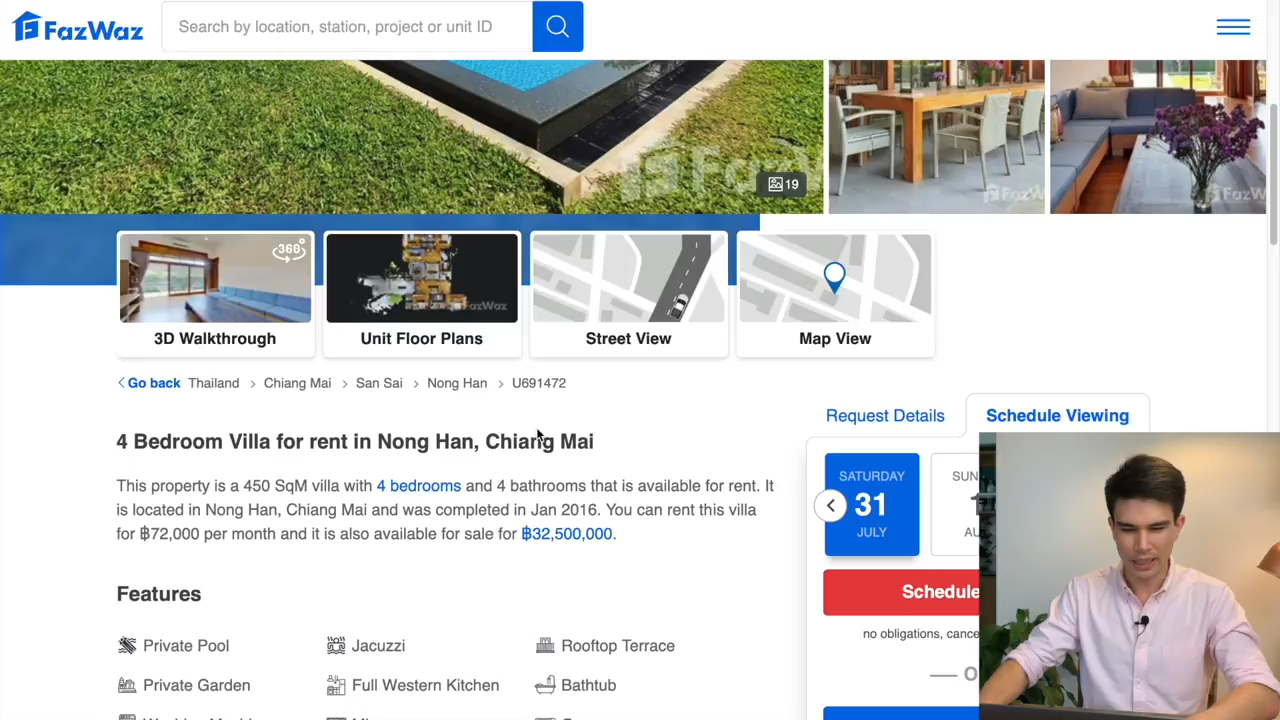 FazWaz
Search by location, station, project or unit ID
19
FazW
FazW
360°
FazWaz
3D Walkthrough
Unit Floor Plans
Street View
Map View
Go back Thailand > Chiang Mai > San Sai > Nong Han > U691472
Request Details
Schedule Viewing
4 Bedroom Villa for rent in Nong Han, Chiang Mai
This property is a 450 SqM villa with 4 bedrooms and 4 bathrooms that is available for rent. It
is located in Nong Han, Chiang Mai and was completed in Jan 2016. You can rent this villa
for ฿72,000 per month and it is also available for sale for ฿32,500,000.
SATURDAY
31
JULY
SUN
AU
Schedule
no obligations, cance
Features
Private Pool
Jacuzzi
Rooftop Terrace
Private Garden
Full Western Kitchen
Bathtub